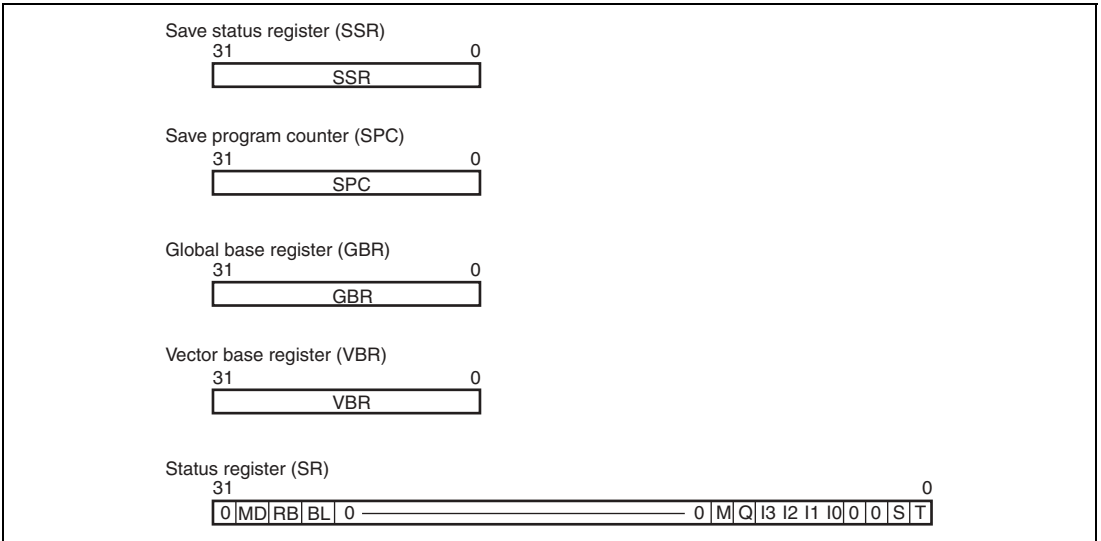 Save status register (SSR)
31 0
SSR
Save program counter (SPC)
31 0
SPC
Global base register (GBR)
31 0
GBR
Vector base register (VBR)
31 0
VBR
Status register (SR)
31 0
0 MD RB BL 0 0 M Q I3 I2 I1 I0 0 0 S T